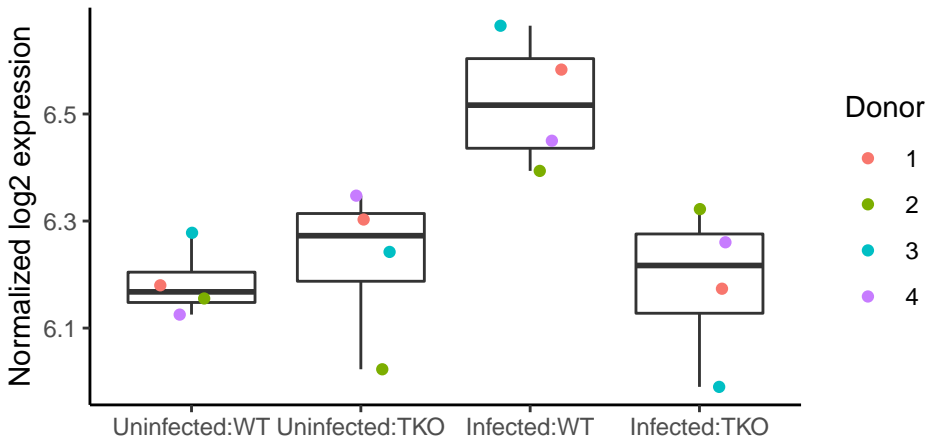 Normalized log2 expression
6.5
6.3
6.1
Uninfected:WT Uninfected:TKO Infected:WT Infected:TKO
Donor
1
2
3
4